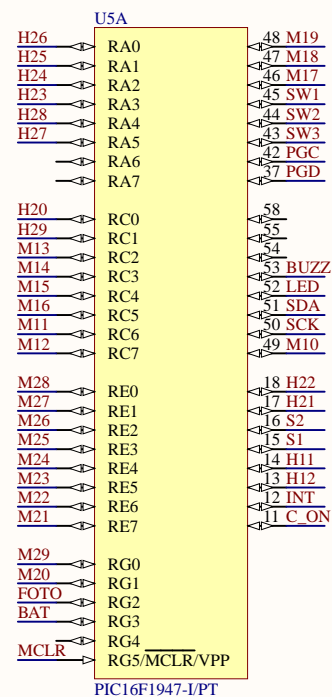 U5A
H26 RA0 48 M19
H25 RA1 47 M18
H24 RA2 46 M17
H23 RA3 45 SW1
H28 RA4 44 SW2
H27 RA5 43 SW3
RA6 42 PGC
RA7 37 PGD
H20 RC0 58
H29 RC1 55
M13 RC2 54
M14 RC3 53 BUZZ
M15 RC4 52 LED
M16 RC5 51 SDA
M11 RC6 50 SCK
M12 RC7 49 M10
M28 RE0 18 H22
M27 RE1 17 H21
M26 RE2 16 S2
M25 RE3 15 S1
M24 RE4 14 H11
M23 RE5 13 H12
M22 RE6 12 INT
M21 RE7 11 C_ON
M29 RG0
M20 RG1
FOTO RG2
BAT RG3
RG4
MCLR RG5/MCLR/VPP
PIC16F1947-I/PT